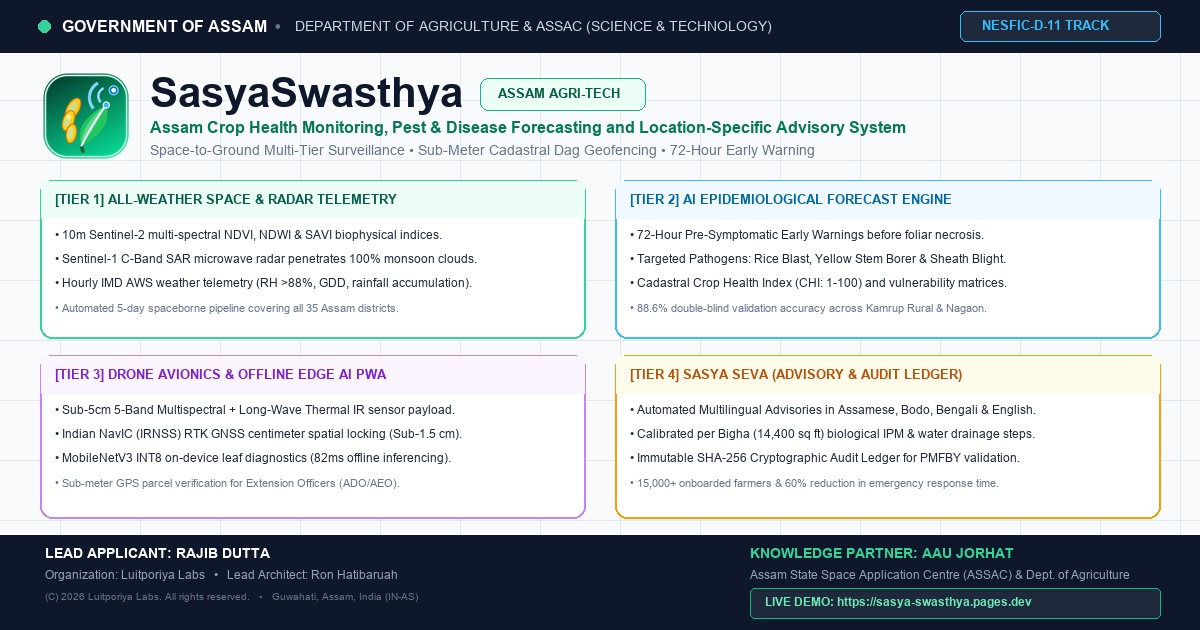 GOVERNMENT OF ASSAM • DEPARTMENT OF AGRICULTURE & ASSAC (SCIENCE & TECHNOLOGY)
NESFIC-D-11 TRACK
SasyaSwasthya
ASSAM AGRI-TECH
Assam Crop Health Monitoring, Pest & Disease Forecasting and Location-Specific Advisory System
Space-to-Ground Multi-Tier Surveillance • Sub-Meter Cadastral Dag Geofencing • 72-Hour Early Warning
[TIER 1] ALL-WEATHER SPACE & RADAR TELEMETRY
• 10m Sentinel-2 multi-spectral NDVI, NDWI & SAVI biophysical indices.
• Sentinel-1 C-Band SAR microwave radar penetrates 100% monsoon clouds.
• Hourly IMD AWS weather telemetry (RH >88%, GDD, rainfall accumulation).
• Automated 5-day spaceborne pipeline covering all 35 Assam districts.
[TIER 2] AI EPIDEMIOLOGICAL FORECAST ENGINE
• 72-Hour Pre-Symptomatic Early Warnings before foliar necrosis.
• Targeted Pathogens: Rice Blast, Yellow Stem Borer & Sheath Blight.
• Cadastral Crop Health Index (CHI: 1-100) and vulnerability matrices.
• 88.6% double-blind validation accuracy across Kamrup Rural & Nagaon.
[TIER 3] DRONE AVIONICS & OFFLINE EDGE AI PWA
• Sub-5cm 5-Band Multispectral + Long-Wave Thermal IR sensor payload.
• Indian NavIC (IRNSS) RTK GNSS centimeter spatial locking (Sub-1.5 cm).
• MobileNetV3 INT8 on-device leaf diagnostics (82ms offline inferencing).
• Sub-meter GPS parcel verification for Extension Officers (ADO/AEO).
[TIER 4] SASYA SEVA (ADVISORY & AUDIT LEDGER)
• Automated Multilingual Advisories in Assamese, Bodo, Bengali & English.
• Calibrated per Bigha (14,400 sq ft) biological IPM & water drainage steps.
• Immutable SHA-256 Cryptographic Audit Ledger for PMFBY validation.
• 15,000+ onboarded farmers & 60% reduction in emergency response time.
LEAD APPLICANT: RAJIB DUTTA
Organization: Luitporiya Labs • Lead Architect: Ron Hatibaruah
(C) 2026 Luitporiya Labs. All rights reserved. • Guwahati, Assam, India (IN-AS)
KNOWLEDGE PARTNER: AAU JORHAT
Assam State Space Application Centre (ASSAC) & Dept. of Agriculture
LIVE DEMO: https://sasya-swasthya.pages.dev